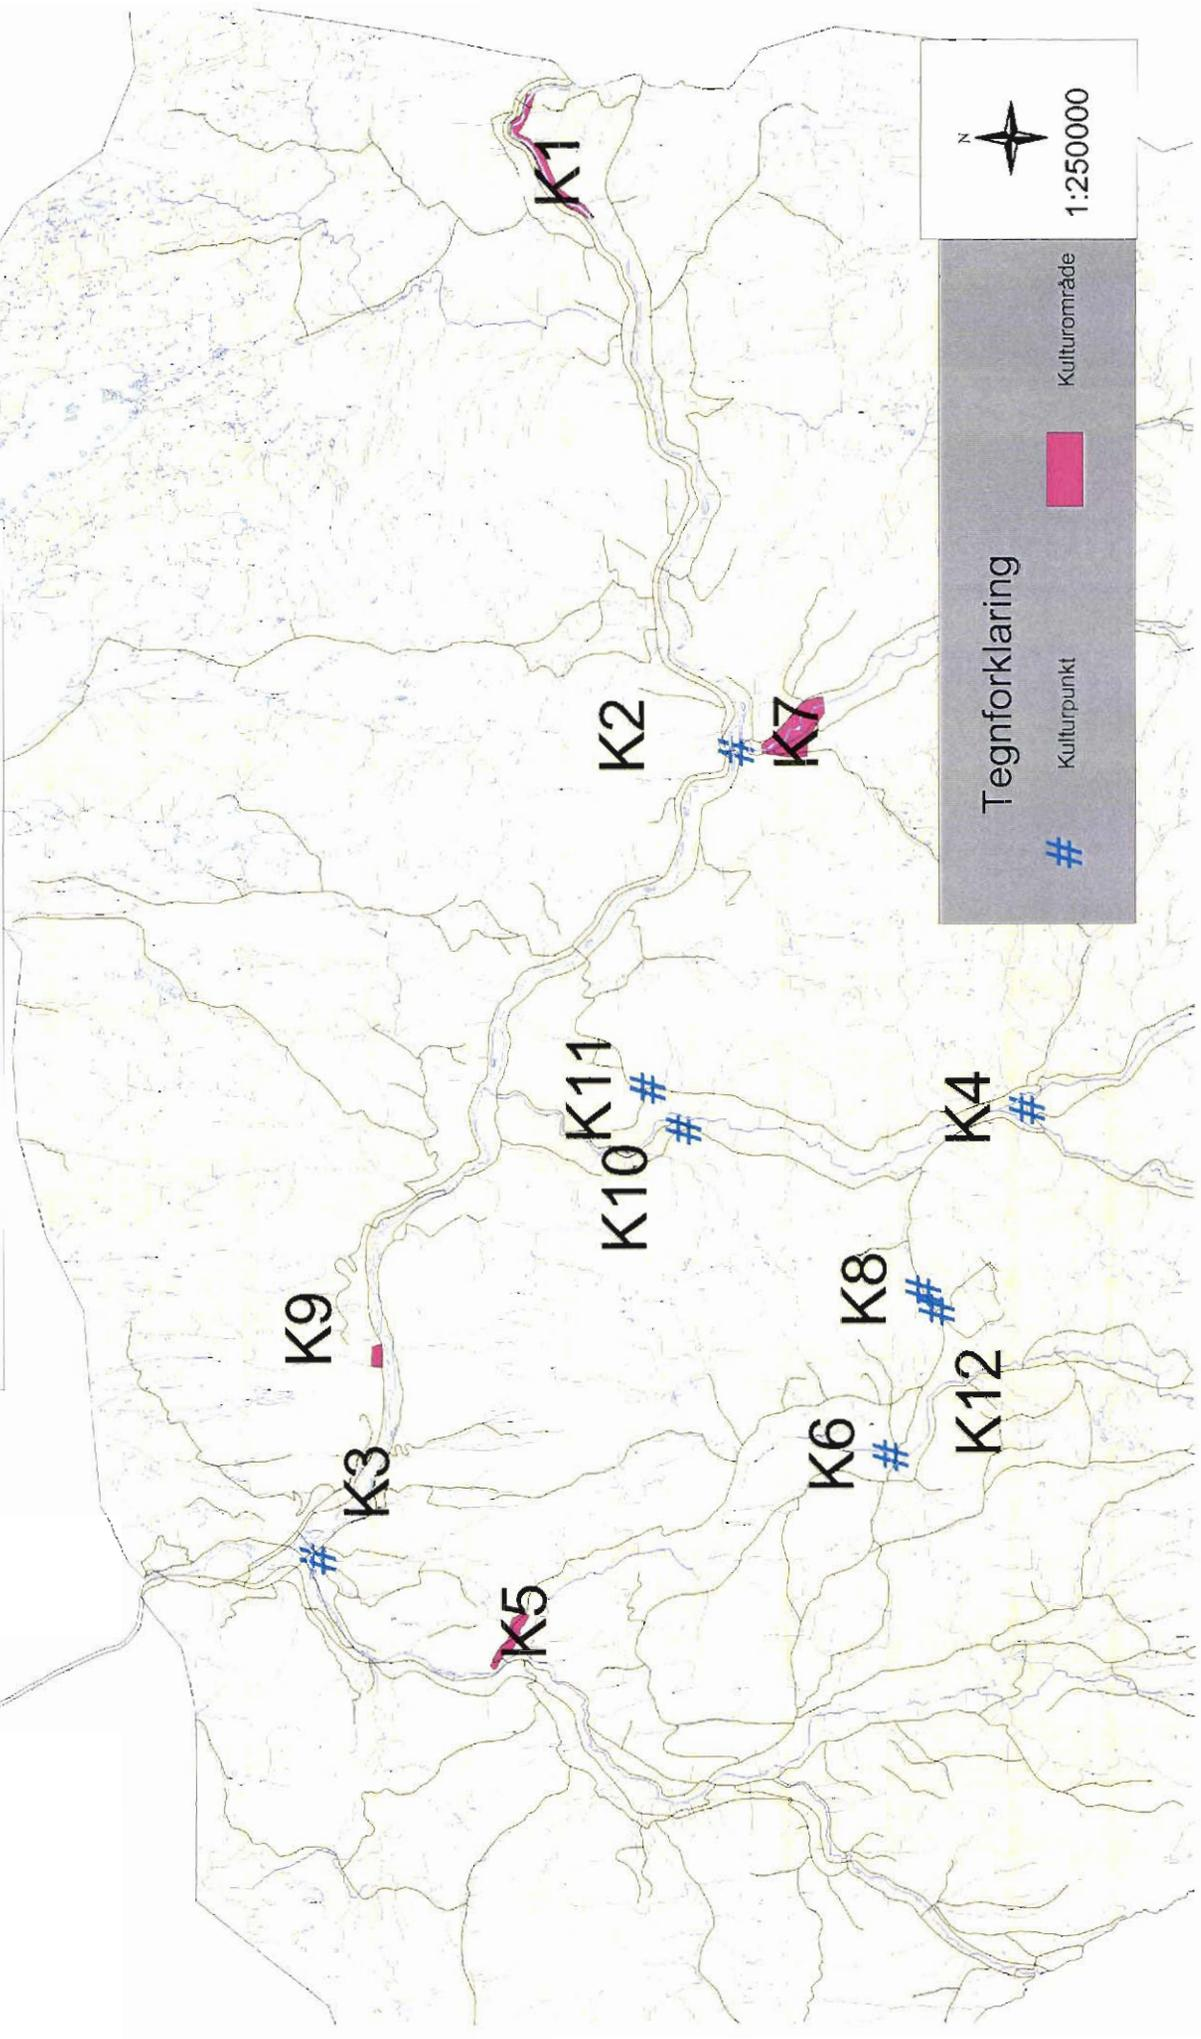 K9
K3
K5
K2
K11
K1
K10
K6
K7
K8
K12
K4
Tegnforklaring
# Kulturpunkt
Kulturområde
N
1:250000